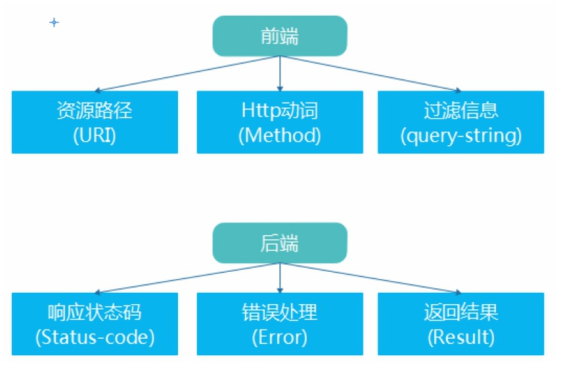 前端
资源路径
(URI)
Http动词
(Method)
过滤信息
(query-string)
后端
响应状态码
(Status-code)
错误处理
(Error)
返回结果
(Result)